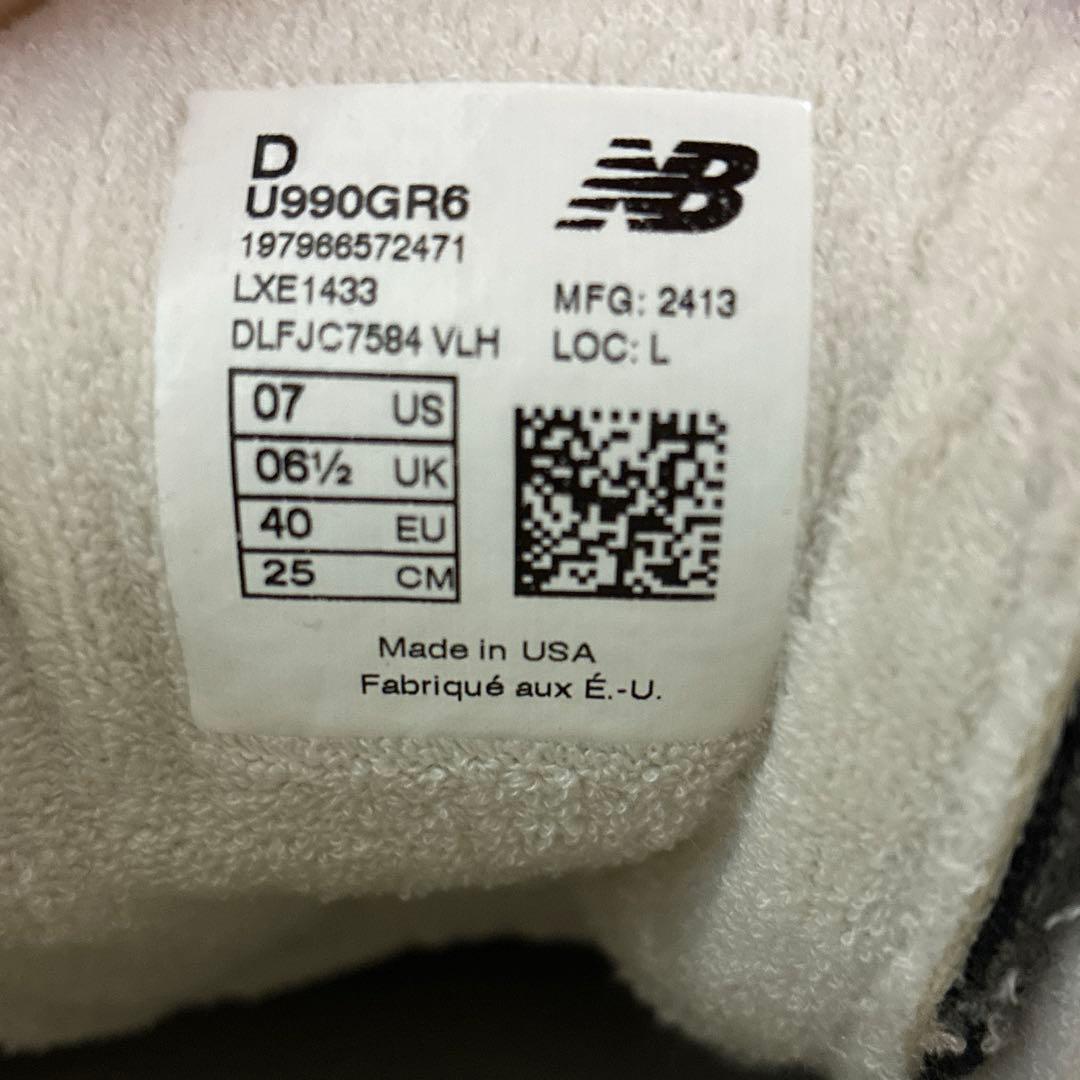 D
U990GR6
197966572471
LXE1433
DLFJC7584 VLH
NB
MFG: 2413
LOC: L
07 US
06½ UK
40 EU
25 CM
Made in USA
Fabriqué aux É.-U.